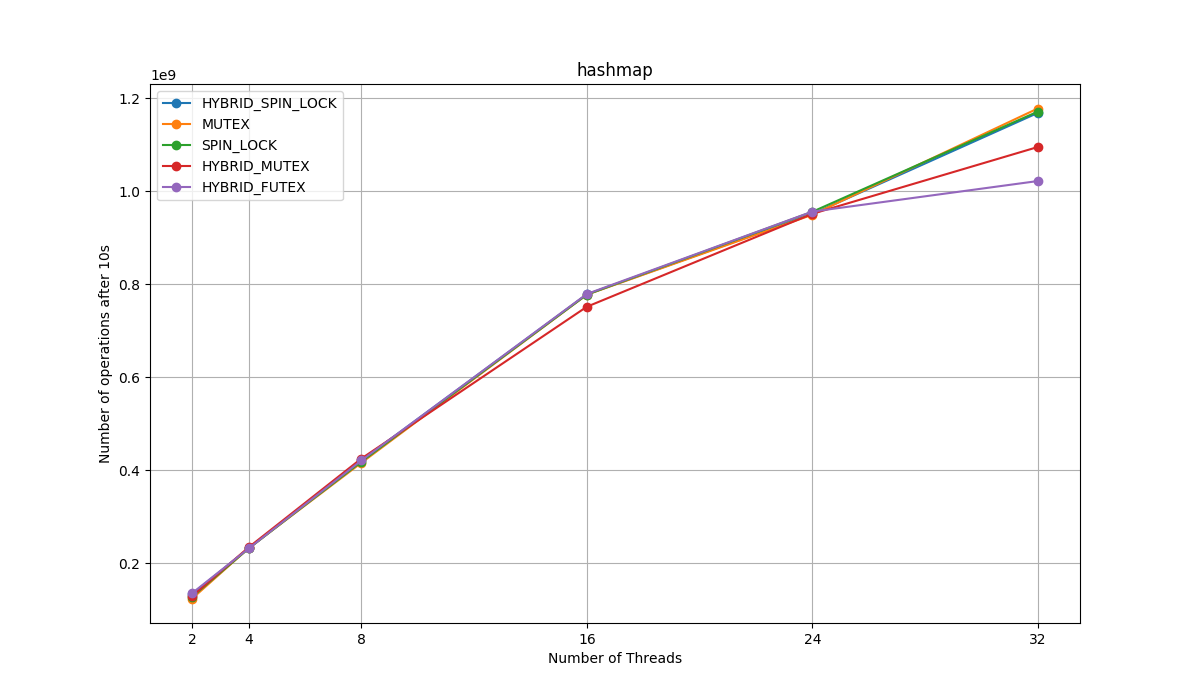 hashmap
1e9
HYBRID_SPIN_LOCK
MUTEX
SPIN_LOCK
HYBRID_MUTEX
HYBRID_FUTEX
1.2
1.0
0.8
0.6
0.4
0.2
Number of operations after 10s
2 4 8 16 24 32
Number of Threads